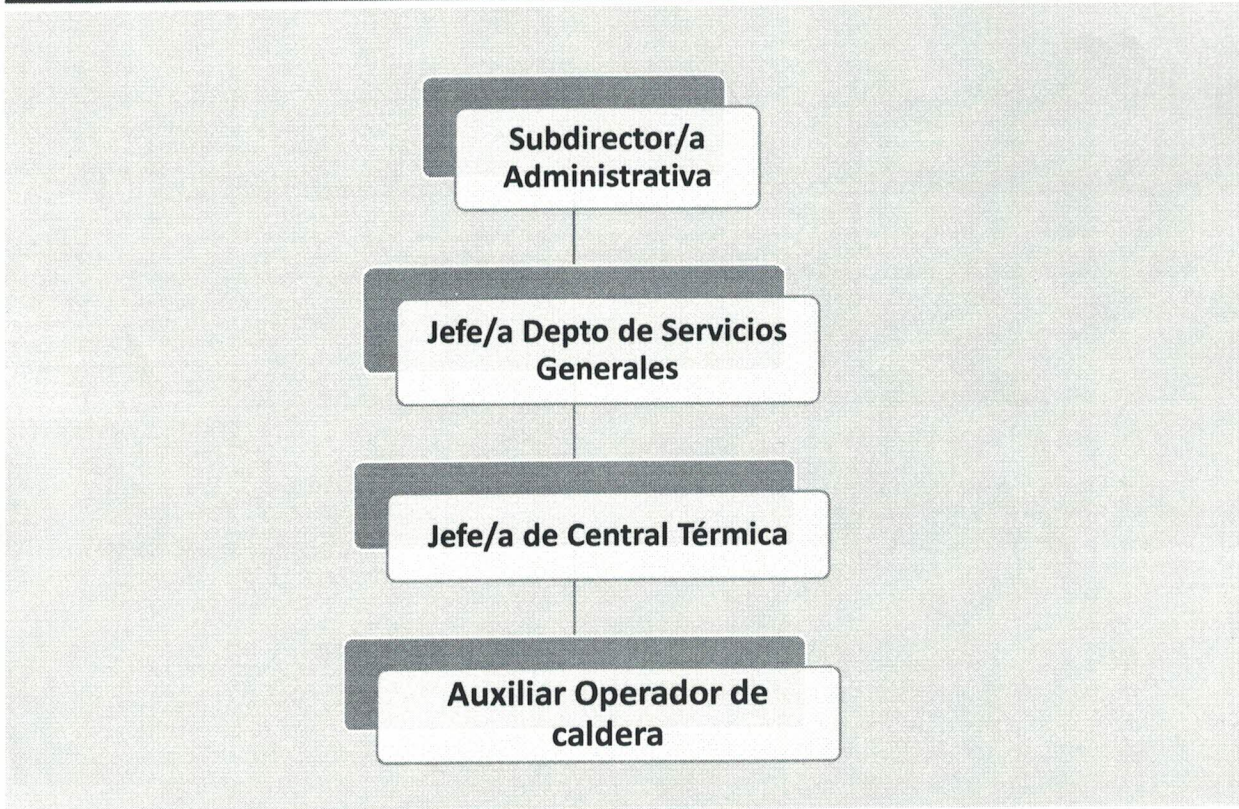 Subdirector/a
Administrativa
Jefe/a Depto de Servicios
Generales
Jefe/a de Central Térmica
Auxiliar Operador de
caldera